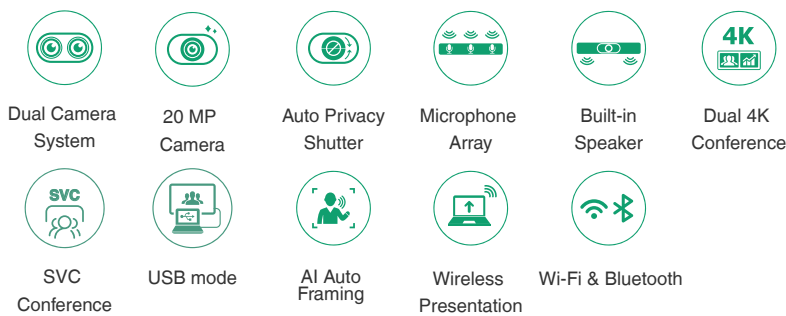 4K
Dual Camera
System
20 MP
Camera
Auto Privacy
Shutter
Microphone
Array
Built-in
Speaker
Dual 4K
Conference
SVC
SVC
Conference
USB mode
AI Auto
Framing
Wireless
Presentation
Wi-Fi & Bluetooth